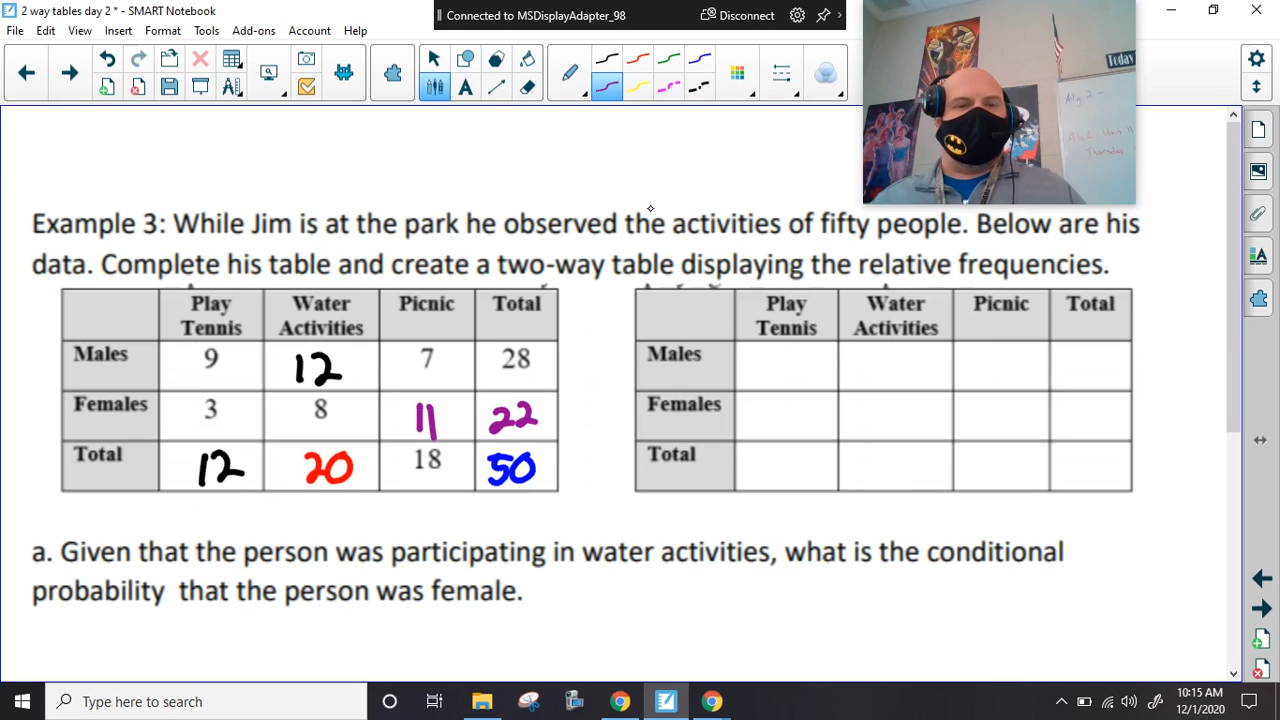 2 way tables day 2 * - SMART Notebook
Connected to MSDisplayAdapter_98
Disconnect
File Edit View Insert Format Tools Add-ons Account Help
Today
Alg 2 -
Thursday
Example 3: While Jim is at the park he observed the activities of fifty people. Below are his
data. Complete his table and create a two-way table displaying the relative frequencies.
Play Tennis Water Activities Picnic Total
Males 9 12 7 28
Females 3 8 11 22
Total 12 20 18 50
Play Tennis Water Activities Picnic Total
Males
Females
Total
a. Given that the person was participating in water activities, what is the conditional
probability that the person was female.
Type here to search
10:15 AM
12/1/2020